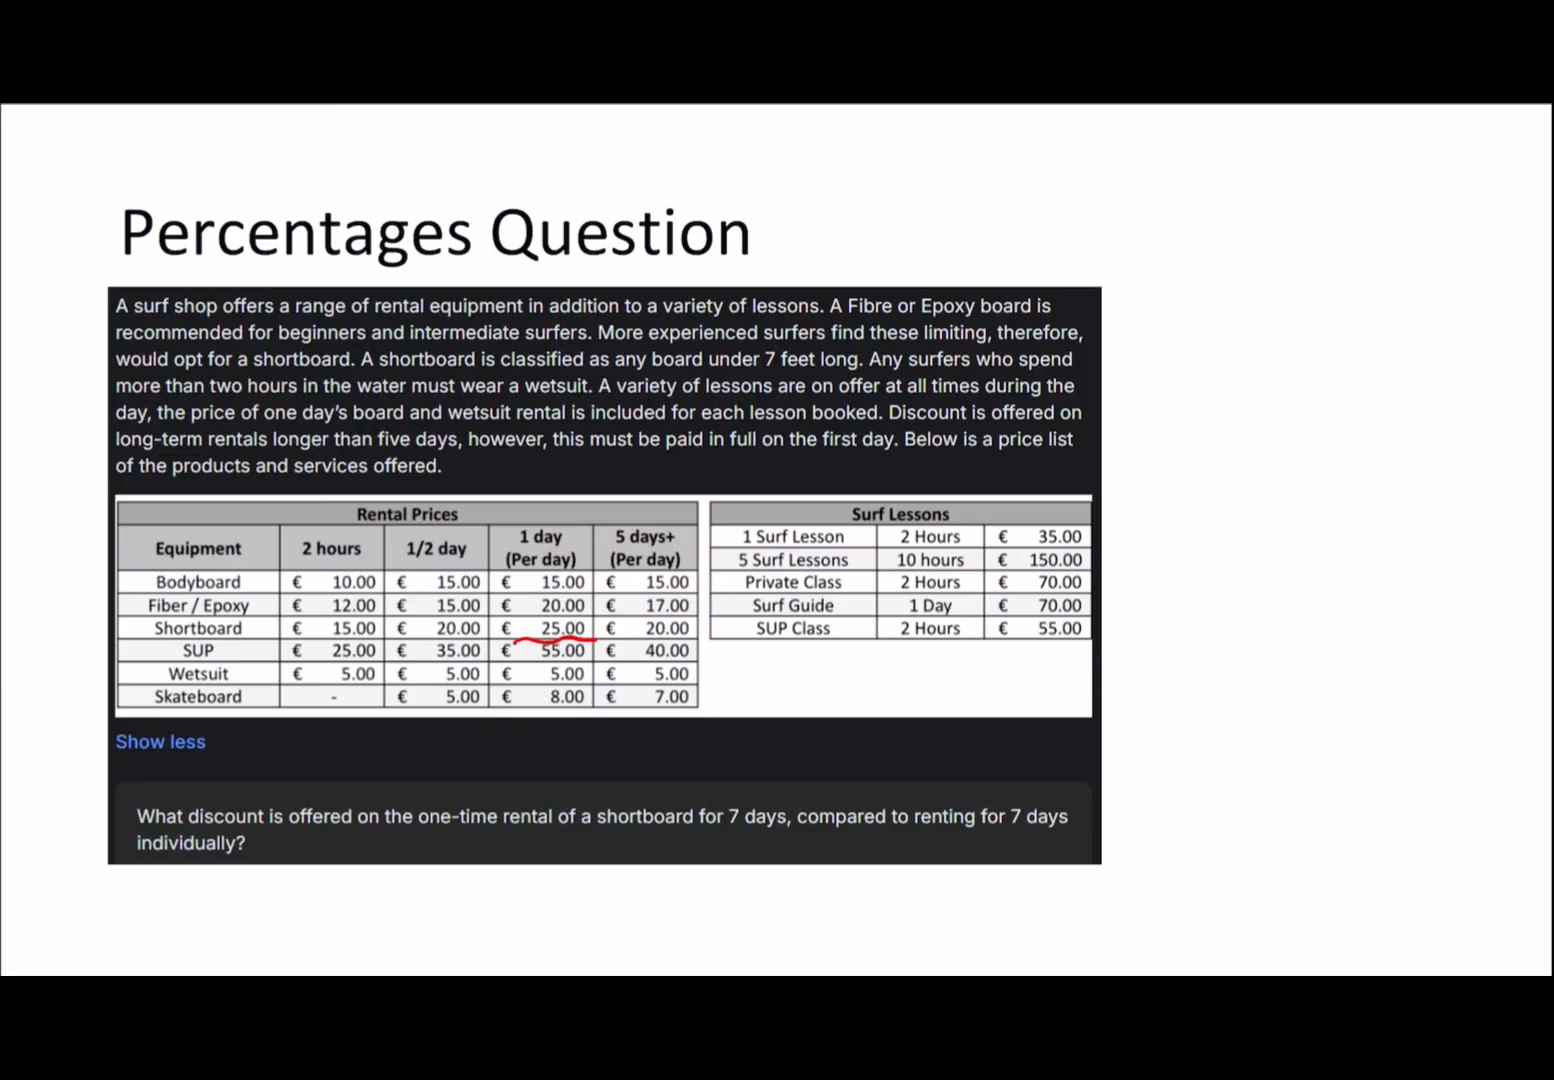 Percentages Question
A surf shop offers a range of rental equipment in addition to a variety of lessons. A Fibre or Epoxy board is
recommended for beginners and intermediate surfers. More experienced surfers find these limiting, therefore,
would opt for a shortboard. A shortboard is classified as any board under 7 feet long. Any surfers who spend
more than two hours in the water must wear a wetsuit. A variety of lessons are on offer at all times during the
day, the price of one day’s board and wetsuit rental is included for each lesson booked. Discount is offered on
long-term rentals longer than five days, however, this must be paid in full on the first day. Below is a price list
of the products and services offered.
Rental Prices
Equipment 2 hours 1/2 day 1 day (Per day) 5 days+ (Per day)
Bodyboard € 10.00 € 15.00 € 15.00 € 15.00
Fiber / Epoxy € 12.00 € 15.00 € 20.00 € 17.00
Shortboard € 15.00 € 20.00 € 25.00 € 20.00
SUP € 25.00 € 35.00 € 55.00 € 40.00
Wetsuit € 5.00 € 5.00 € 5.00 € 5.00
Skateboard - € 5.00 € 8.00 € 7.00
Surf Lessons
1 Surf Lesson 2 Hours € 35.00
5 Surf Lessons 10 hours € 150.00
Private Class 2 Hours € 70.00
Surf Guide 1 Day € 70.00
SUP Class 2 Hours € 55.00
Show less
What discount is offered on the one-time rental of a shortboard for 7 days, compared to renting for 7 days
individually?